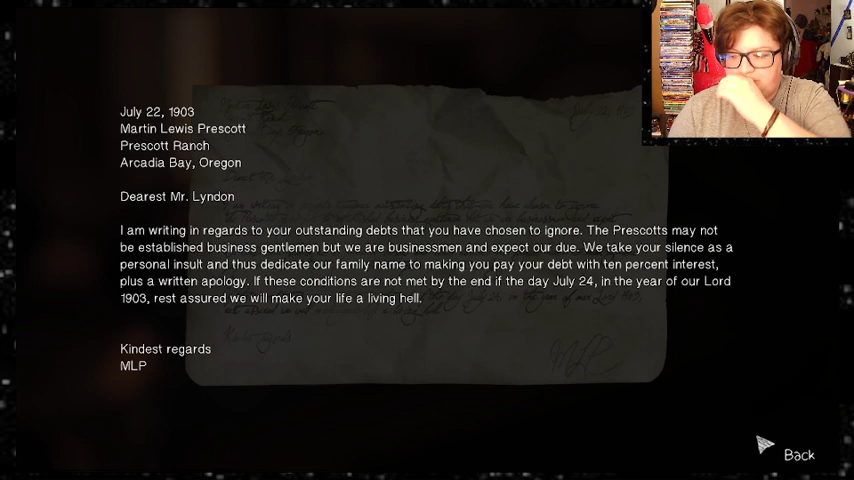 July 22, 1903
Martin Lewis Prescott
Prescott Ranch
Arcadia Bay, Oregon
Dearest Mr. Lyndon
I am writing in regards to your outstanding debts that you have chosen to ignore. The Prescotts may not
be established business gentlemen but we are businessmen and expect our due. We take your silence as a
personal insult and thus dedicate our family name to making you pay your debt with ten percent interest,
plus a written apology. If these conditions are not met by the end if the day July 24, in the year of our Lord
1903, rest assured we will make your life a living hell.
Kindest regards
MLP
Back